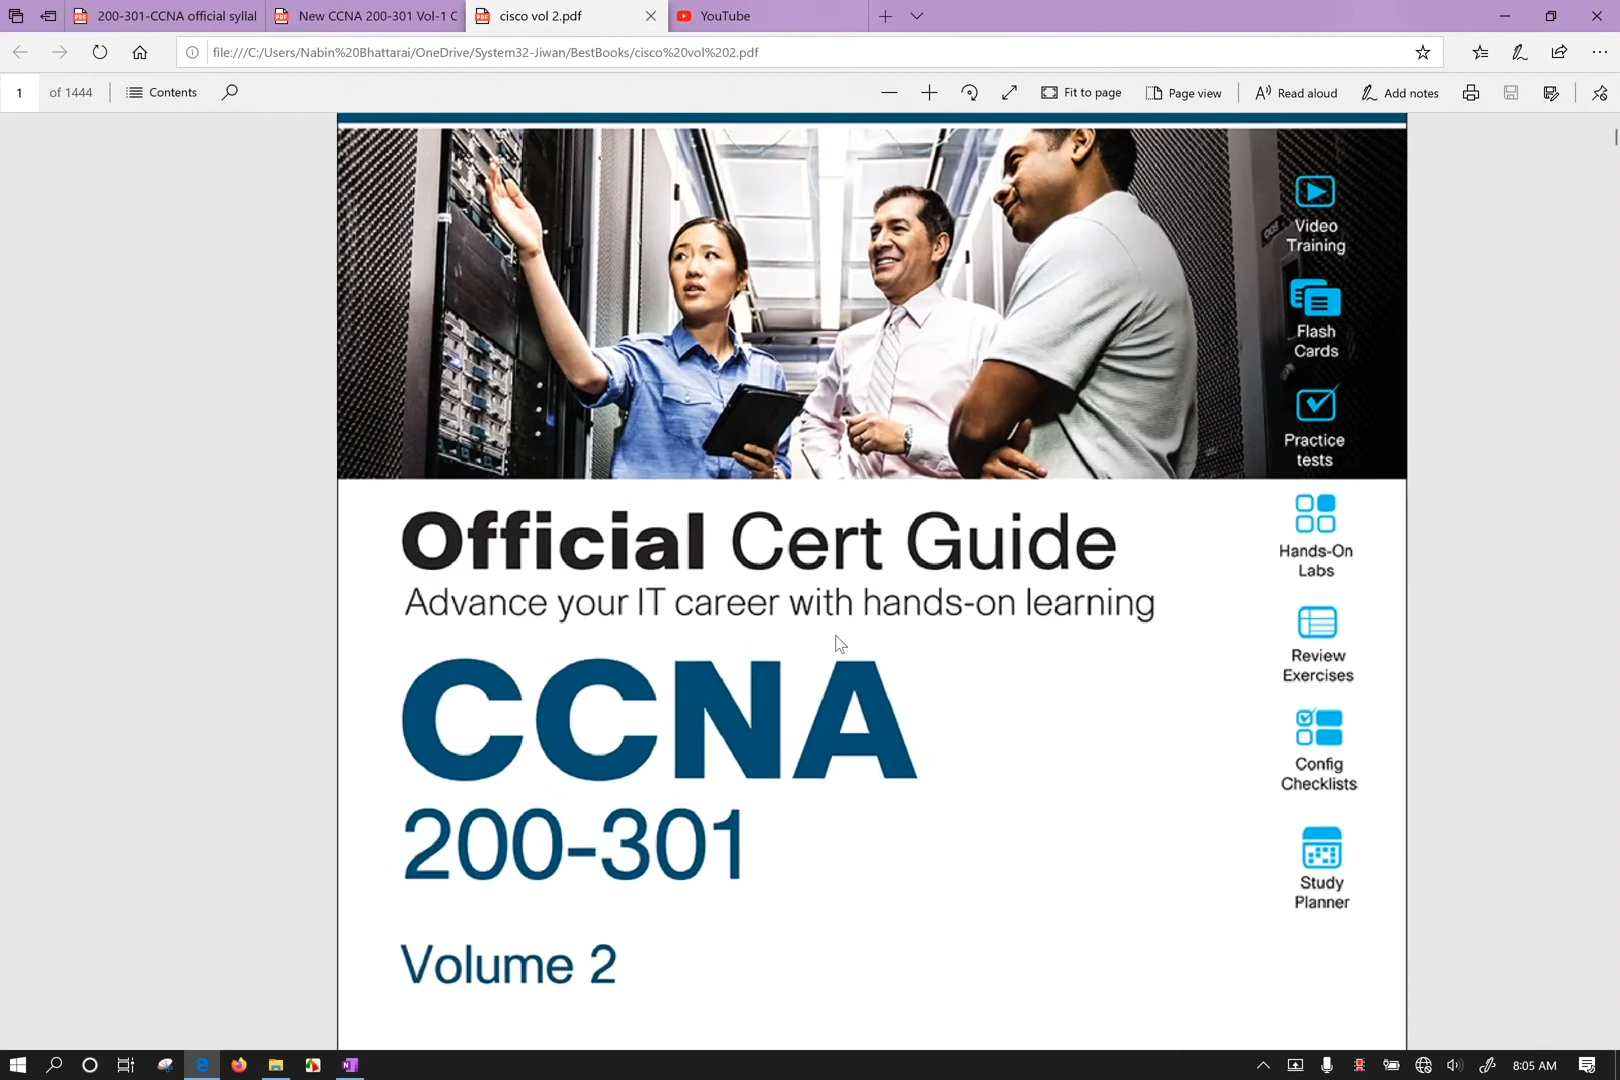 200-301-CCNA official syllal
New CCNA 200-301 Vol-1 C
cisco vol 2.pdf
YouTube
file:///C:/Users/Nabin%20Bhattarai/OneDrive/System32-Jiwan/BestBooks/cisco%20vol%202.pdf
1 of 1444
Contents
Fit to page
Page view
Read aloud
Add notes
Video
Training
Flash
Cards
Practice
tests
Official Cert Guide
Advance your IT career with hands-on learning
Hands-On
Labs
CCNA
Review
Exercises
Config
Checklists
200-301
Study
Planner
Volume 2
8:05 AM